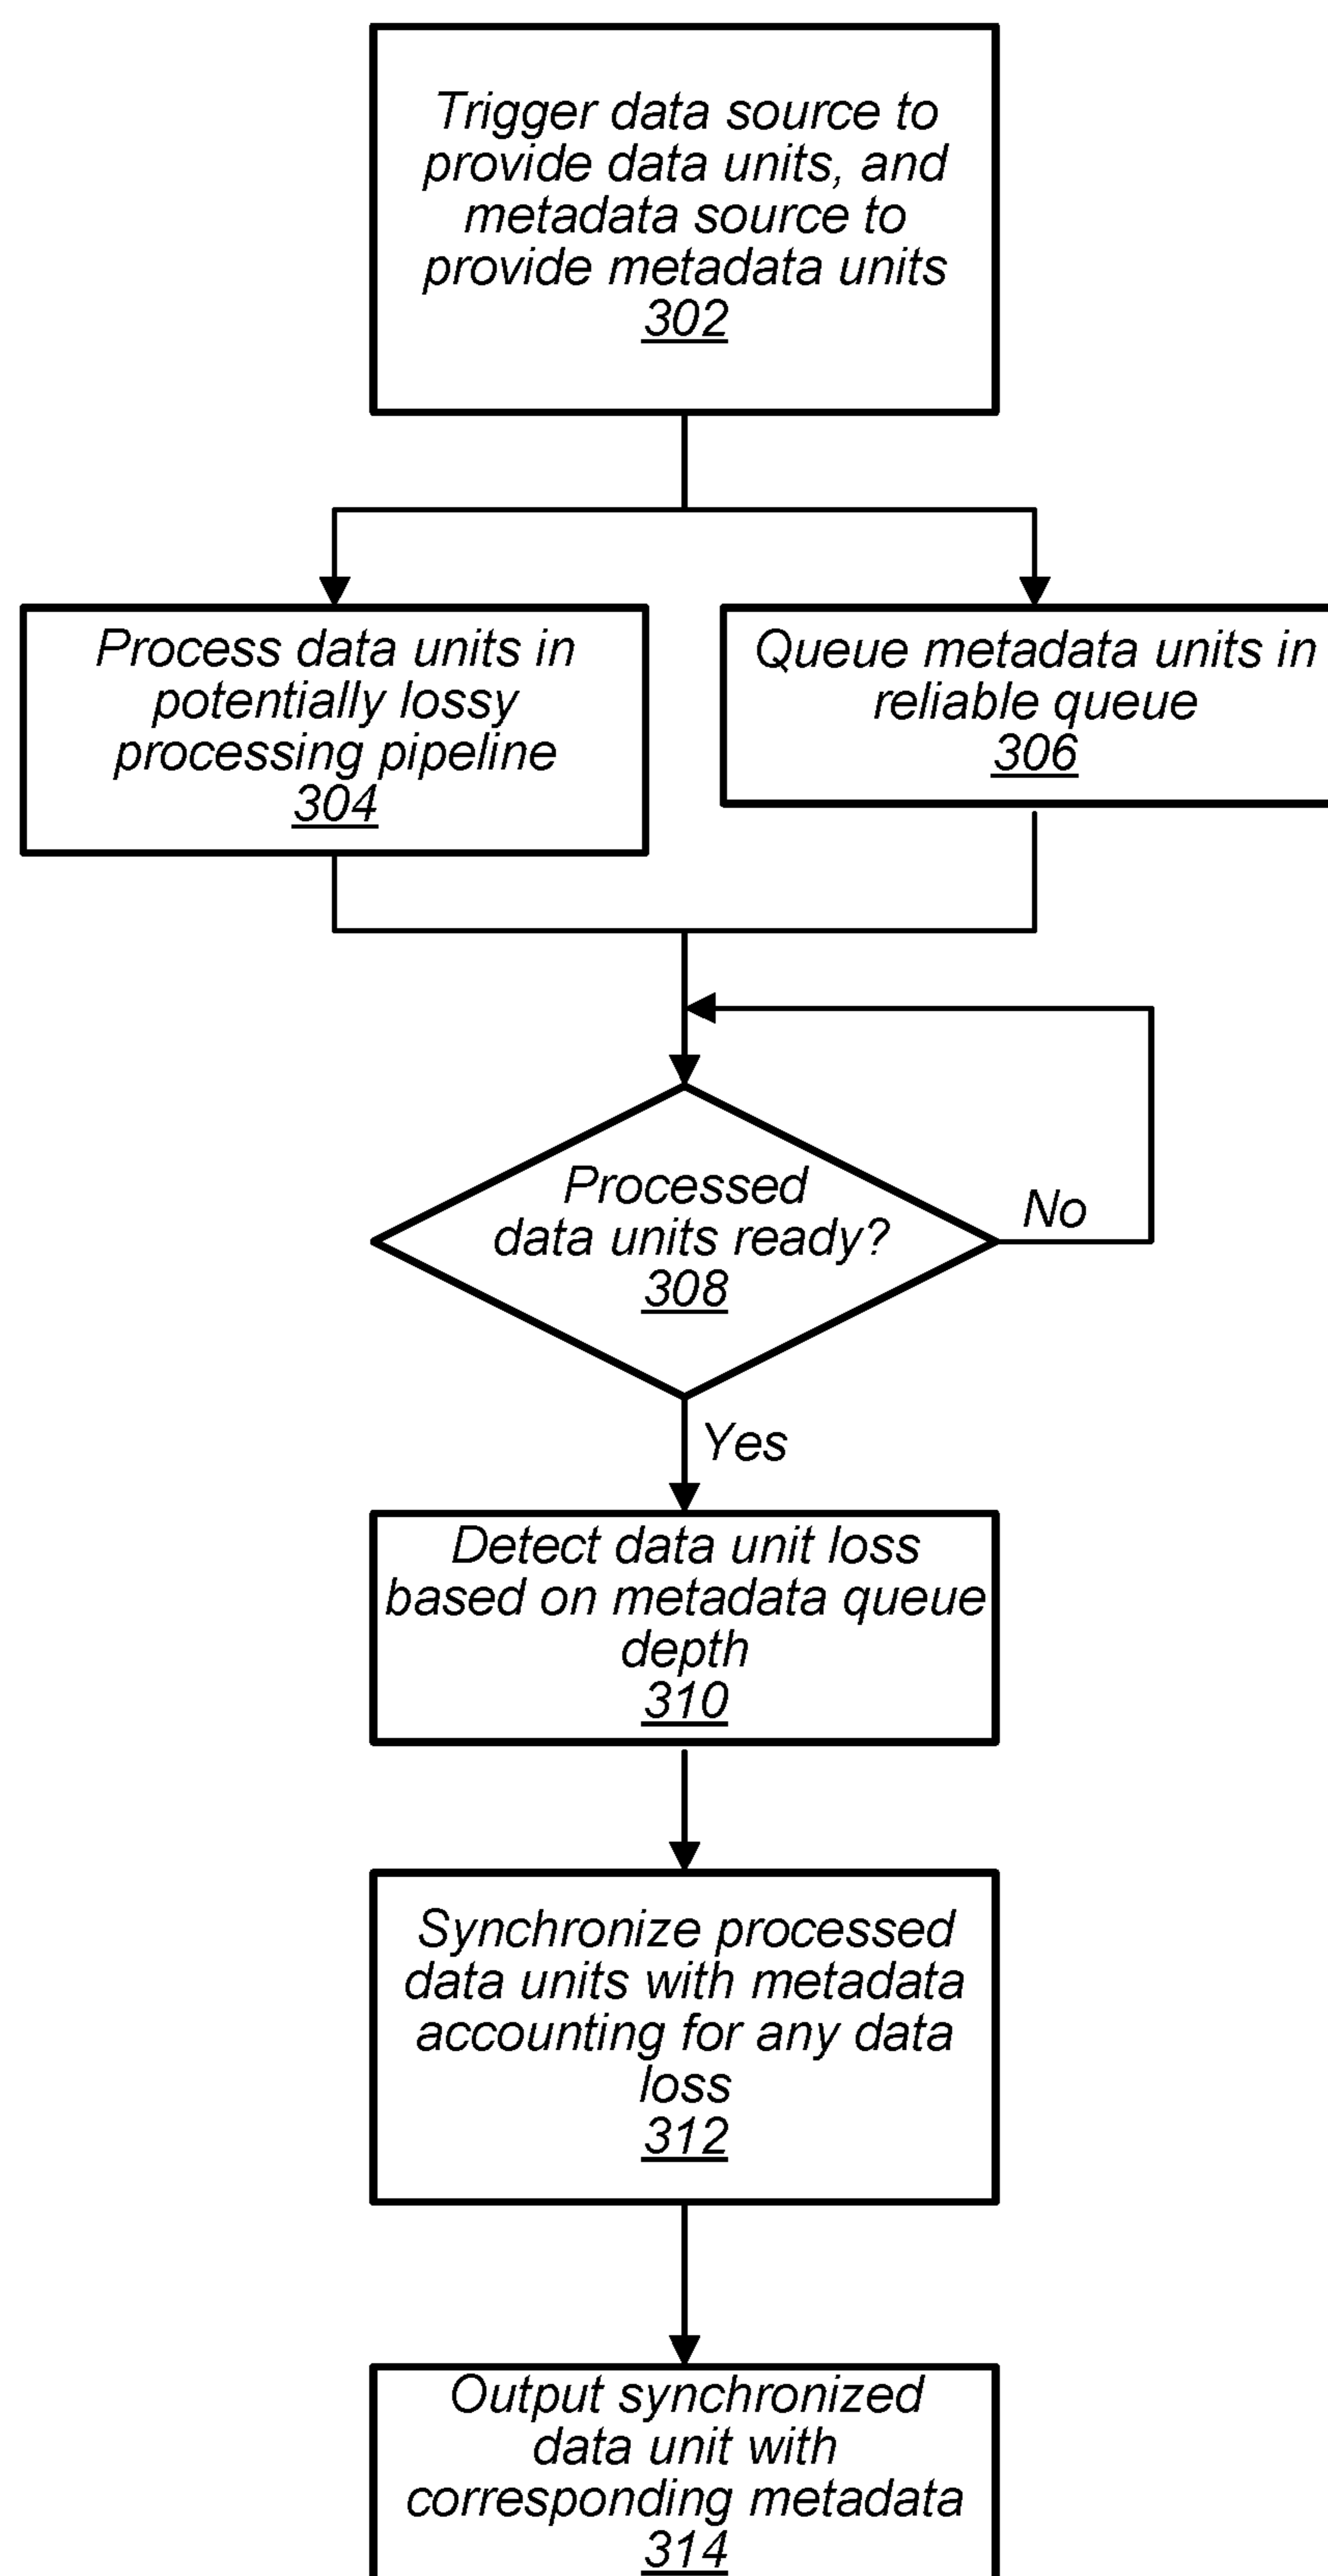 Trigger data source to
provide data units, and
metadata source to
provide metadata units
302
Process data units in
potentially lossy
processing pipeline
304
Queue metadata units in
reliable queue
306
Processed
data units ready?
308
No
Yes
Detect data unit loss
based on metadata queue
depth
310
Synchronize processed
data units with metadata
accounting for any data
loss
312
Output synchronized
data unit with
corresponding metadata
314